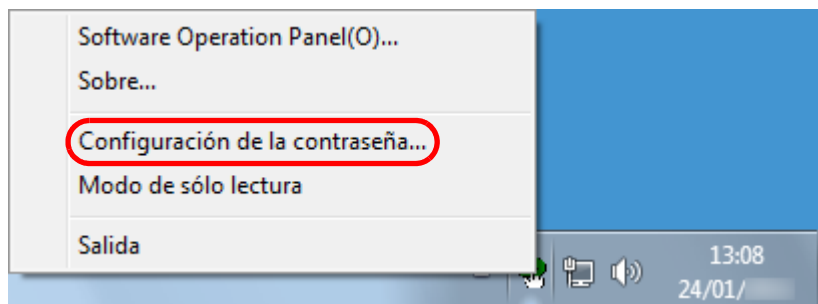 Software Operation Panel(O)...
Sobre...
Configuración de la contraseña...
Modo de sólo lectura
Salida
13:08
24/01/